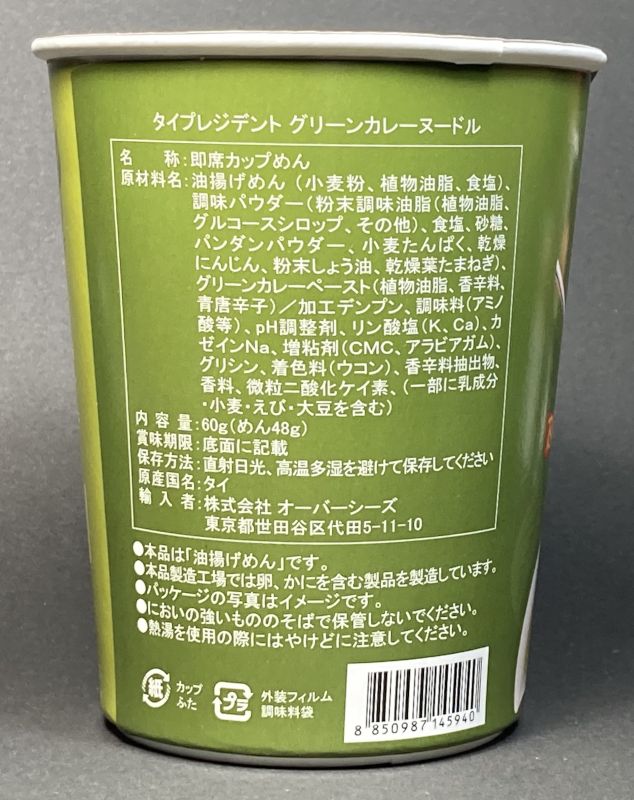 タイプレジデント グリーンカレーヌードル
名 称:即席カップめん
原材料名:油揚げめん(小麦粉、植物油脂、食塩)、
調味パウダー(粉末調味油脂(植物油脂、
グルコースシロップ、その他)、食塩、砂糖、
パンダンパウダー、小麦たんぱく、乾燥
にんじん、粉末しょう油、乾燥葉たまねぎ)、
グリーンカレーペースト(植物油脂、香辛料、
青唐辛子)/加工デンプン、調味料(アミノ
酸等)、pH調整剤、リン酸塩(K、Ca)、カ
ゼインNa、増粘剤(CMC、アラビアガム)、
グリシン、着色料(ウコン)、香辛料抽出物、
香料、微粒二酸化ケイ素、(一部に乳成分
・小麦・えび・大豆を含む)
内 容 量:60g(めん48g)
賞味期限:底面に記載
保存方法:直射日光、高温多湿を避けて保存してください
原産国名:タイ
輸 入 者:株式会社 オーバーシーズ
東京都世田谷区代田5-11-10
●本品は「油揚げめん」です。
●本品製造工場では卵、かにを含む製品を製造しています。
●パッケージの写真はイメージです。
●においの強いもののそばで保管しないでください。
●熱湯を使用の際にはやけどに注意してください。
紙 カップ
ふた
プラ 外装フィルム
調味料袋
8 850987 145940